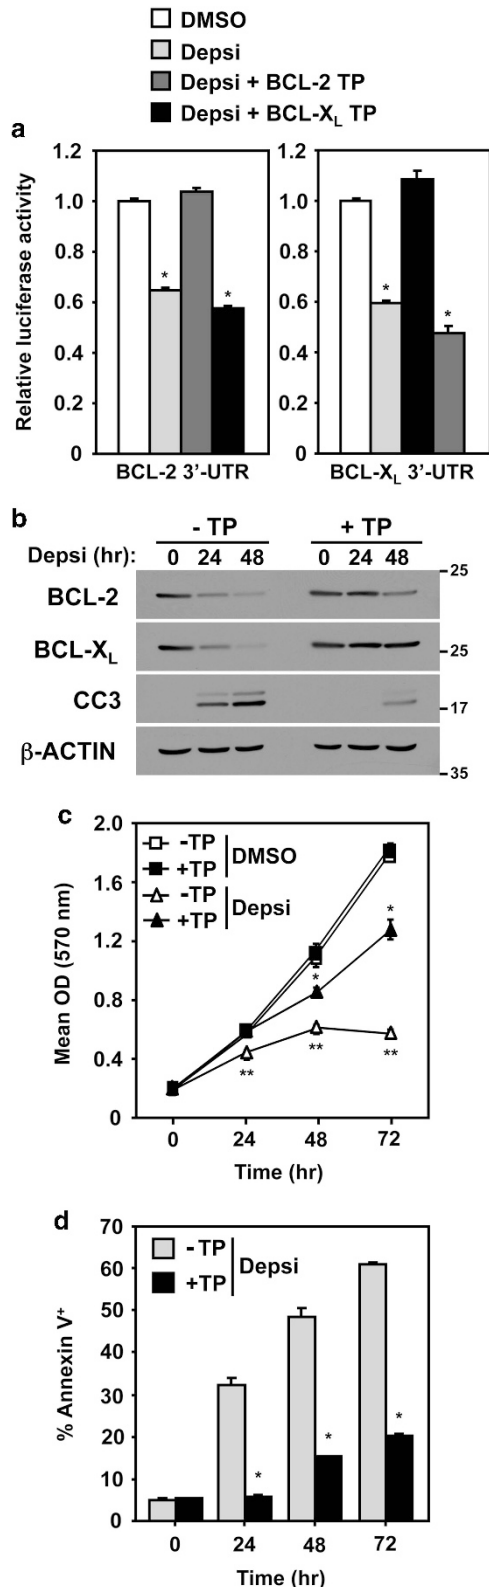 DMSO
Depsi
Depsi + BCL-2 TP
Depsi + BCL-XL TP
a
1.2
1.0
0.8
0.6
0.4
0.2
0
Relative luciferase activity
*
*
BCL-2 3’-UTR
1.2
1.0
0.8
0.6
0.4
0.2
0
*
*
BCL-XL 3’-UTR
b
- TP + TP
Depsi (hr): 0 24 48 0 24 48
BCL-2
25
BCL-XL
25
CC3
17
β-ACTIN
35
c
2.0
1.6
1.2
0.8
0.4
0
Mean OD (570 nm)
-TP
+TP
DMSO
-TP
+TP
Depsi
*
*
**
**
**
0 24 48 72
Time (hr)
d
70
60
50
40
30
20
10
0
% Annexin V+
- TP
+TP
Depsi
*
*
*
0 24 48 72
Time (hr)